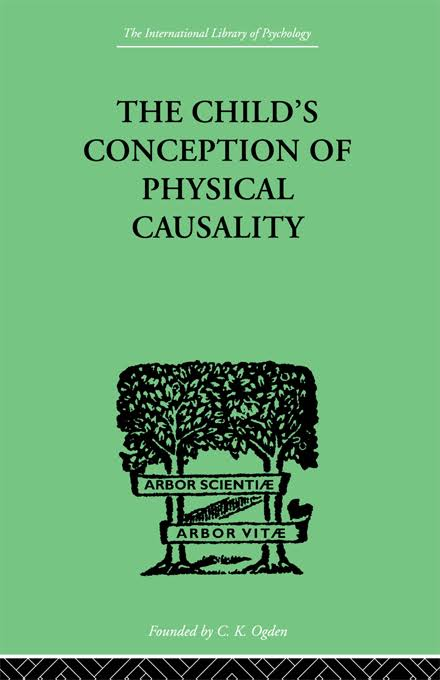 The International Library of Psychology
THE CHILD'S
CONCEPTION OF
PHYSICAL
CAUSALITY
ARBOR SCIENTIÆ
ARBOR VITÆ
Founded by C. K. Ogden